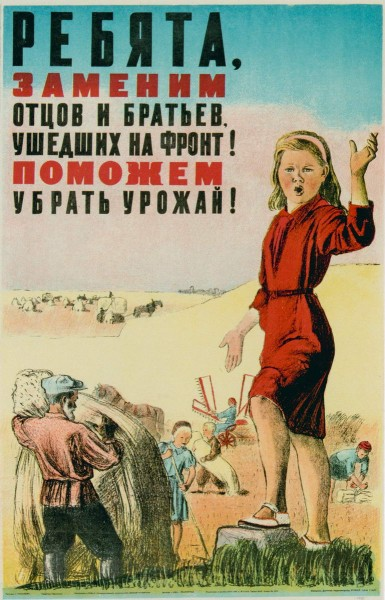 РЕБЯТА,
ЗАМЕНИМ
ОТЦОВ И БРАТЬЕВ,
УШЕДШИХ НА ФРОНТ!
ПОМОЖЕМ
УБРАТЬ УРОЖАЙ!